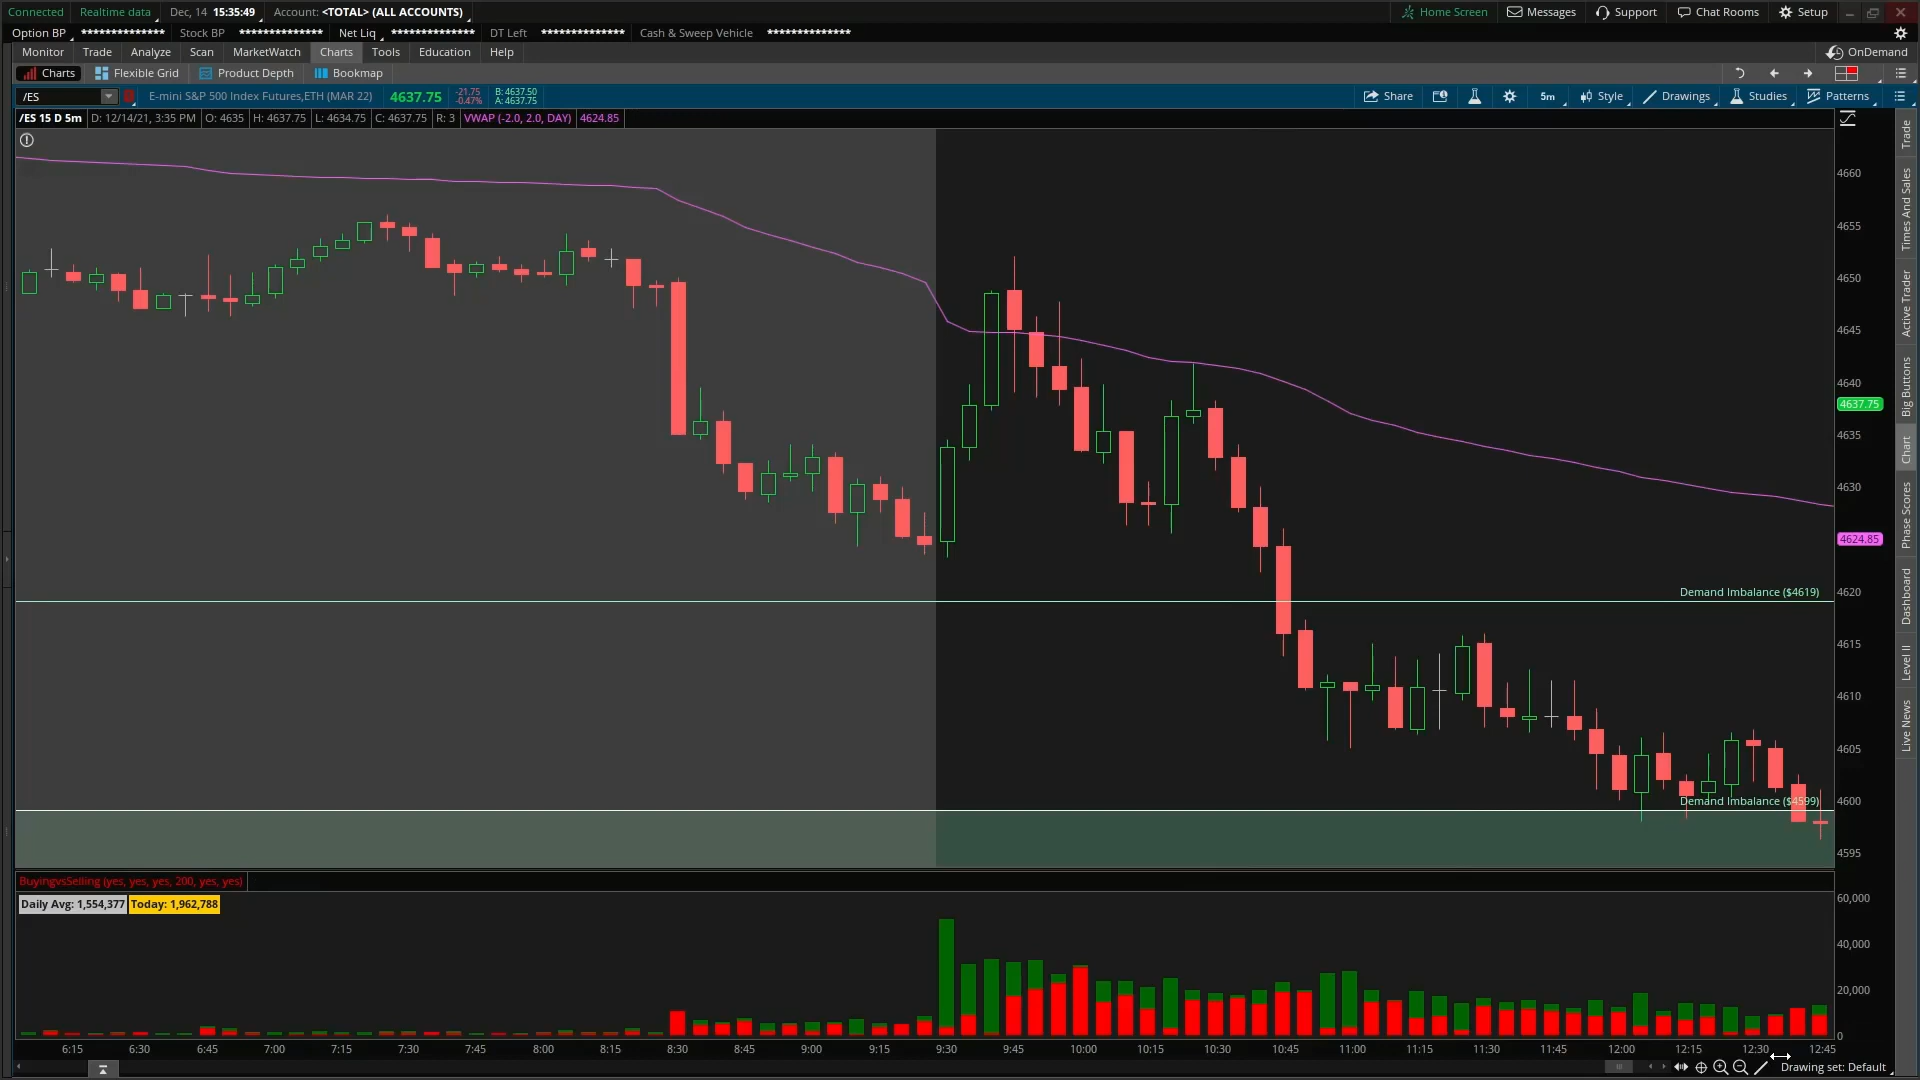 Connected Realtime data Dec, 14 15:35:49 Account: <TOTAL> (ALL ACCOUNTS) Home Screen Messages Support Chat Rooms Setup
Option BP ************** Stock BP ************** Net Liq ************** DT Left ************** Cash & Sweep Vehicle **************
Monitor Trade Analyze Scan MarketWatch Charts Tools Education Help OnDemand
Charts Flexible Grid Product Depth Bookmap
/ES E-mini S&P 500 Index Futures,ETH (MAR 22) 4637.75 -21.75 B: 4637.50 Share 5m Style Drawings Studies Patterns
-0.47% A: 4637.75
/ES 15 D 5m D: 12/14/21, 3:35 PM O: 4635 H: 4637.75 L: 4634.75 C: 4637.75 R: 3 VWAP (-2.0, 2.0, DAY) 4624.85
4660
4655
4650
4645
4640
4637.75
4635
4630
4624.85
Demand Imbalance ($4619) 4620
4615
4610
4605
Demand Imbalance ($4599) 4600
4595
BuyingvsSelling (yes, yes, yes, 200, yes, yes)
Daily Avg: 1,554,377 Today: 1,962,788
60,000
40,000
20,000
0
6:15 6:30 6:45 7:00 7:15 7:30 7:45 8:00 8:15 8:30 8:45 9:00 9:15 9:30 9:45 10:00 10:15 10:30 10:45 11:00 11:15 11:30 11:45 12:00 12:15 12:30 12:45
Drawing set: Default
Trade
Times And Sales
Active Trader
Big Buttons
Chart
Phase Scores
Dashboard
Level II
Live News